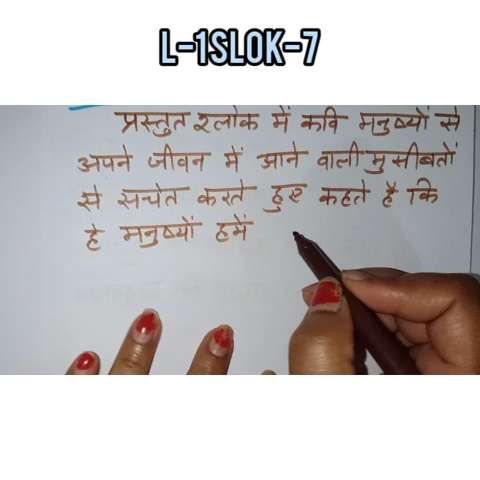 L-1SLOK-7
प्रस्तुत श्लोक में कवि मनुष्यों से
अपने जीवन में आने वाली मुसीबतों
से सचेत करते हुए कहते है कि
हे मनुष्यों हमें